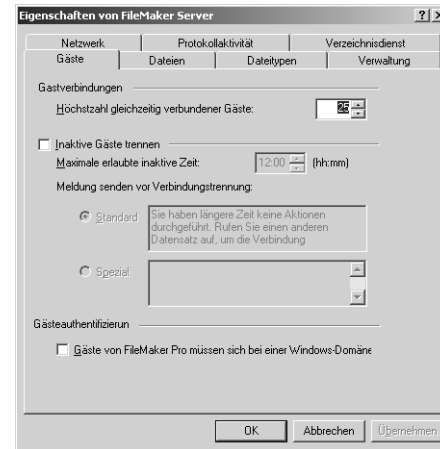 Eigenschaften von FileMaker Server
Netzwerk Protokollaktivität Verzeichnisdienst
Gäste Dateien Dateitypen Verwaltung
Gastverbindungen
Höchstzahl gleichzeitig verbundener Gäste: 25
Inaktive Gäste trennen
Maximale erlaubte inaktive Zeit: 12:00 (hh:mm)
Meldung senden vor Verbindungstrennung:
Standard
Sie haben längere Zeit keine Aktionen
durchgeführt. Rufen Sie einen anderen
Datensatz auf, um die Verbindung
Spezial:
Gästeauthentifizierun
Gäste von FileMaker Pro müssen sich bei einer Windows-Domäne
OK Abbrechen Übernehmen